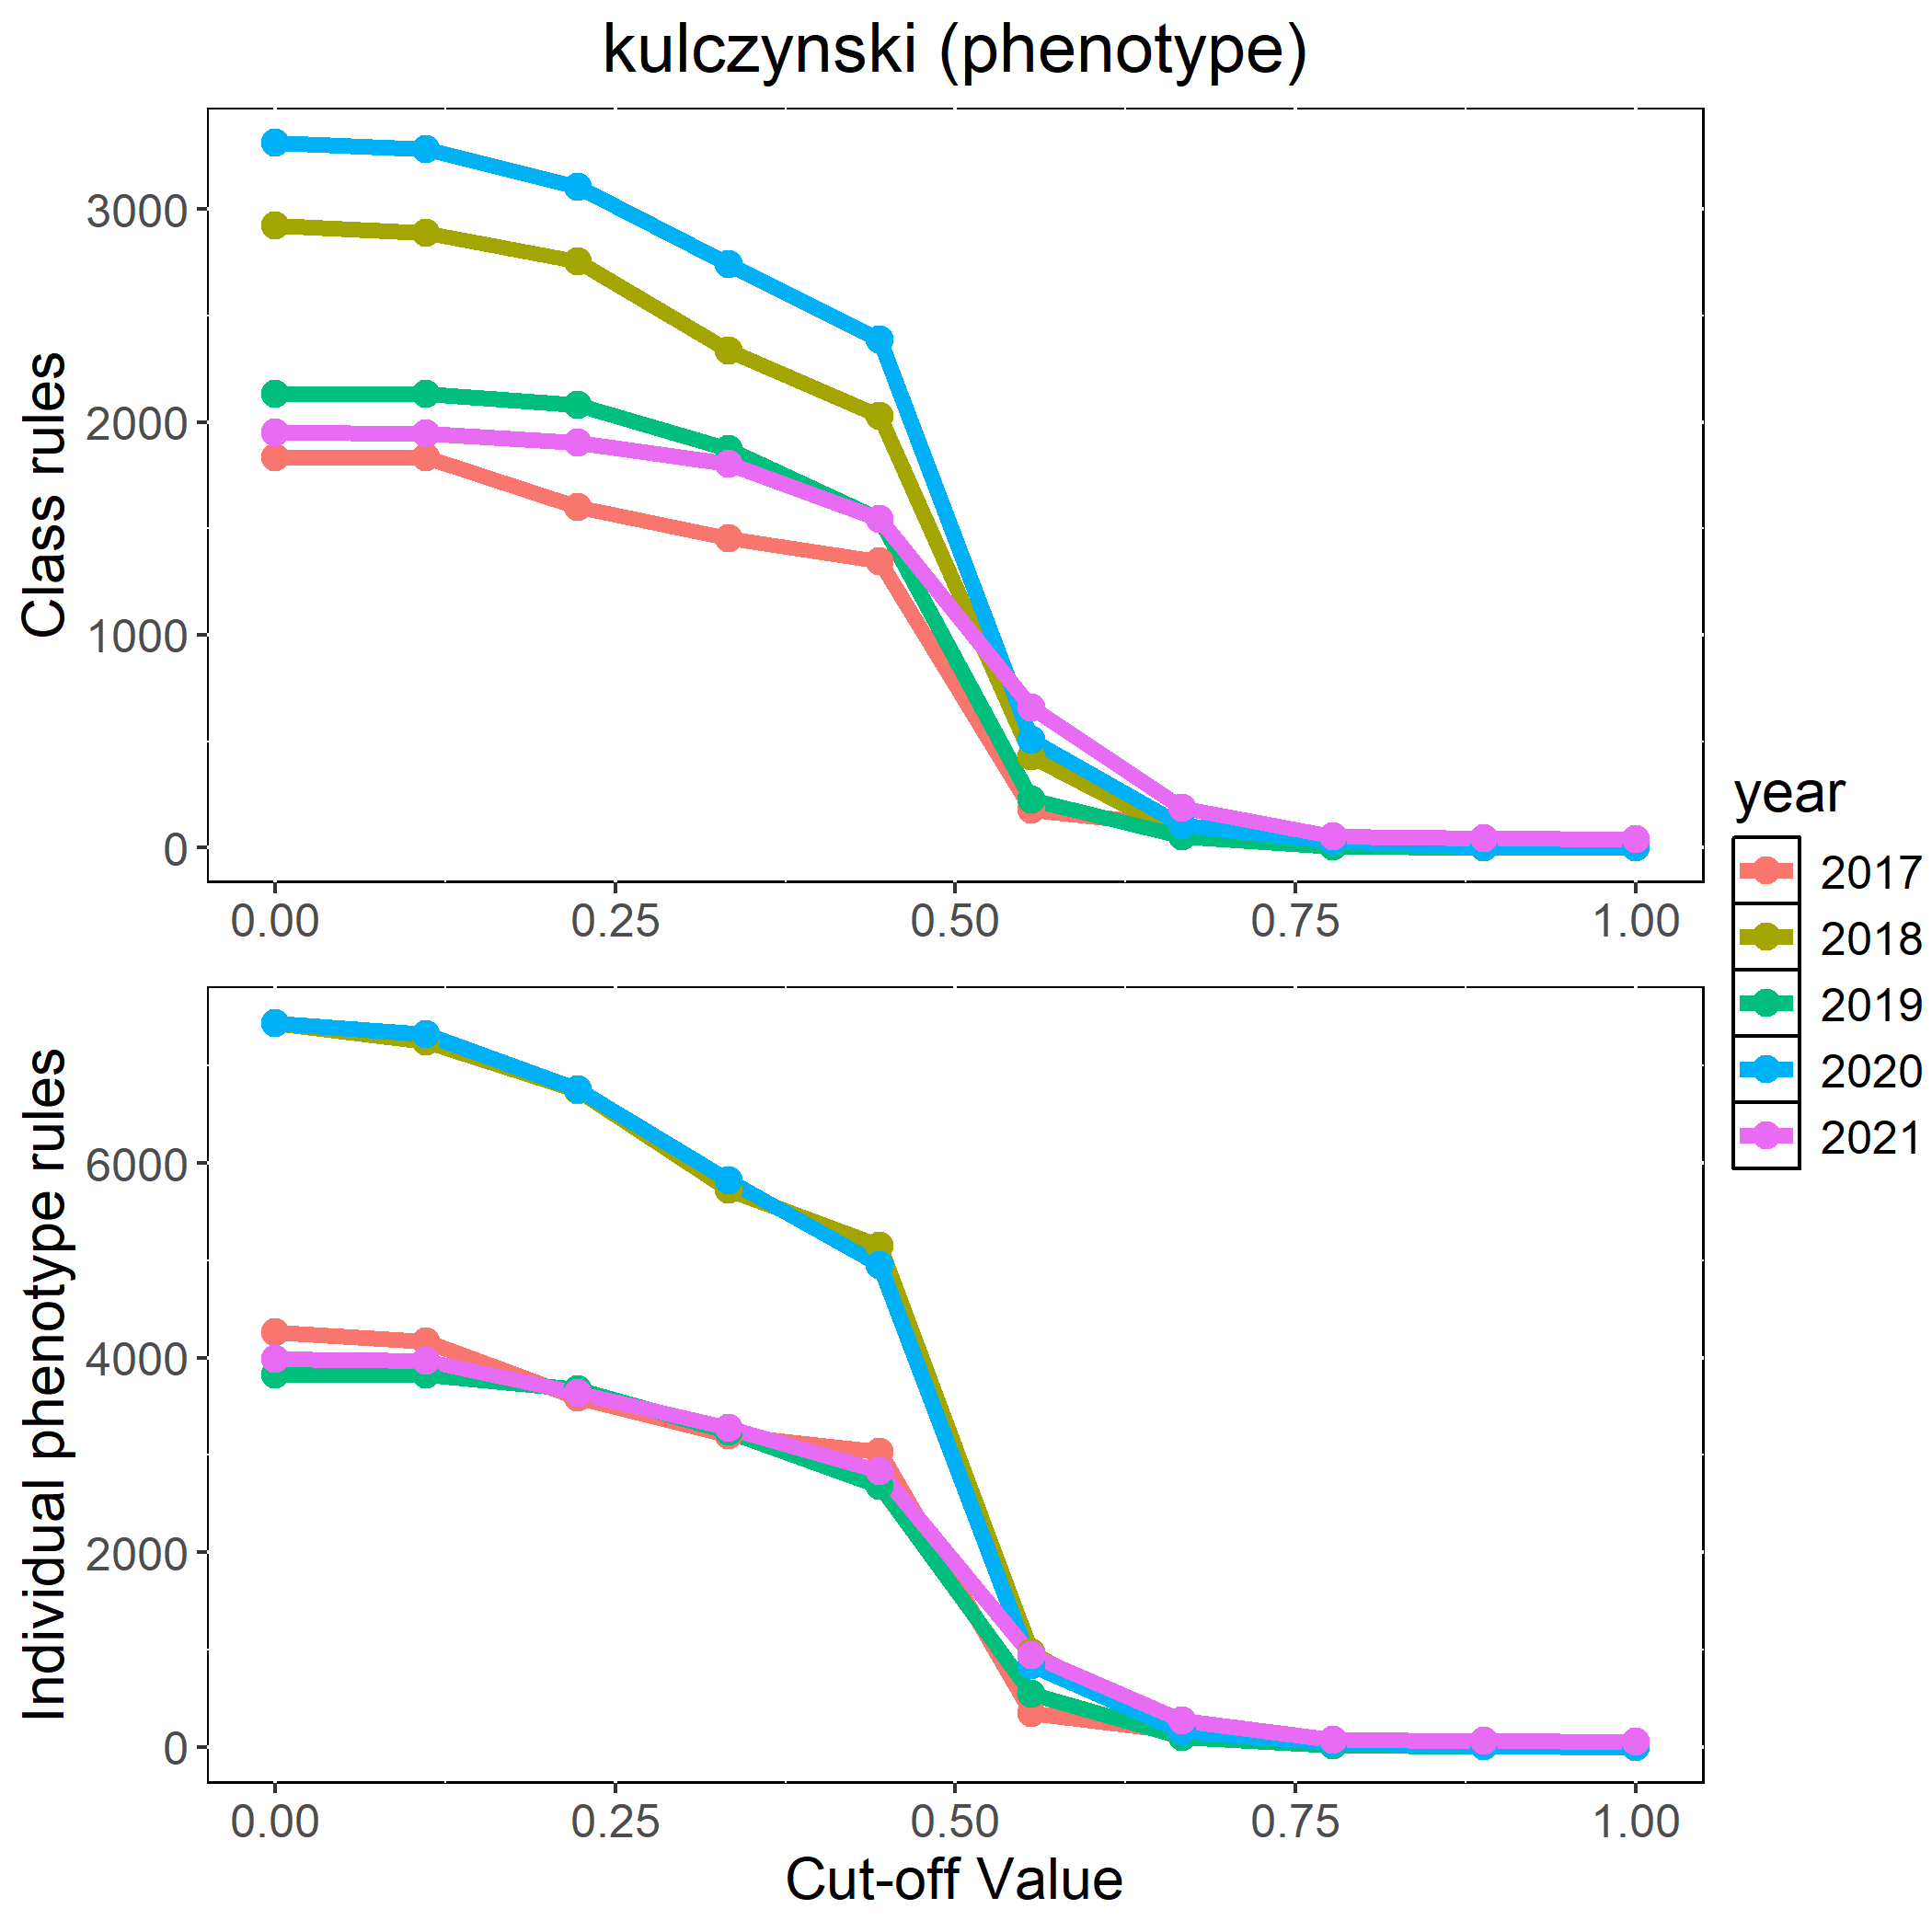 kulczynski (phenotype)
Class rules
3000
2000
1000
0
0.00 0.25 0.50 0.75 1.00
Individual phenotype rules
6000
4000
2000
0
0.00 0.25 0.50 0.75 1.00
Cut-off Value
year
2017
2018
2019
2020
2021